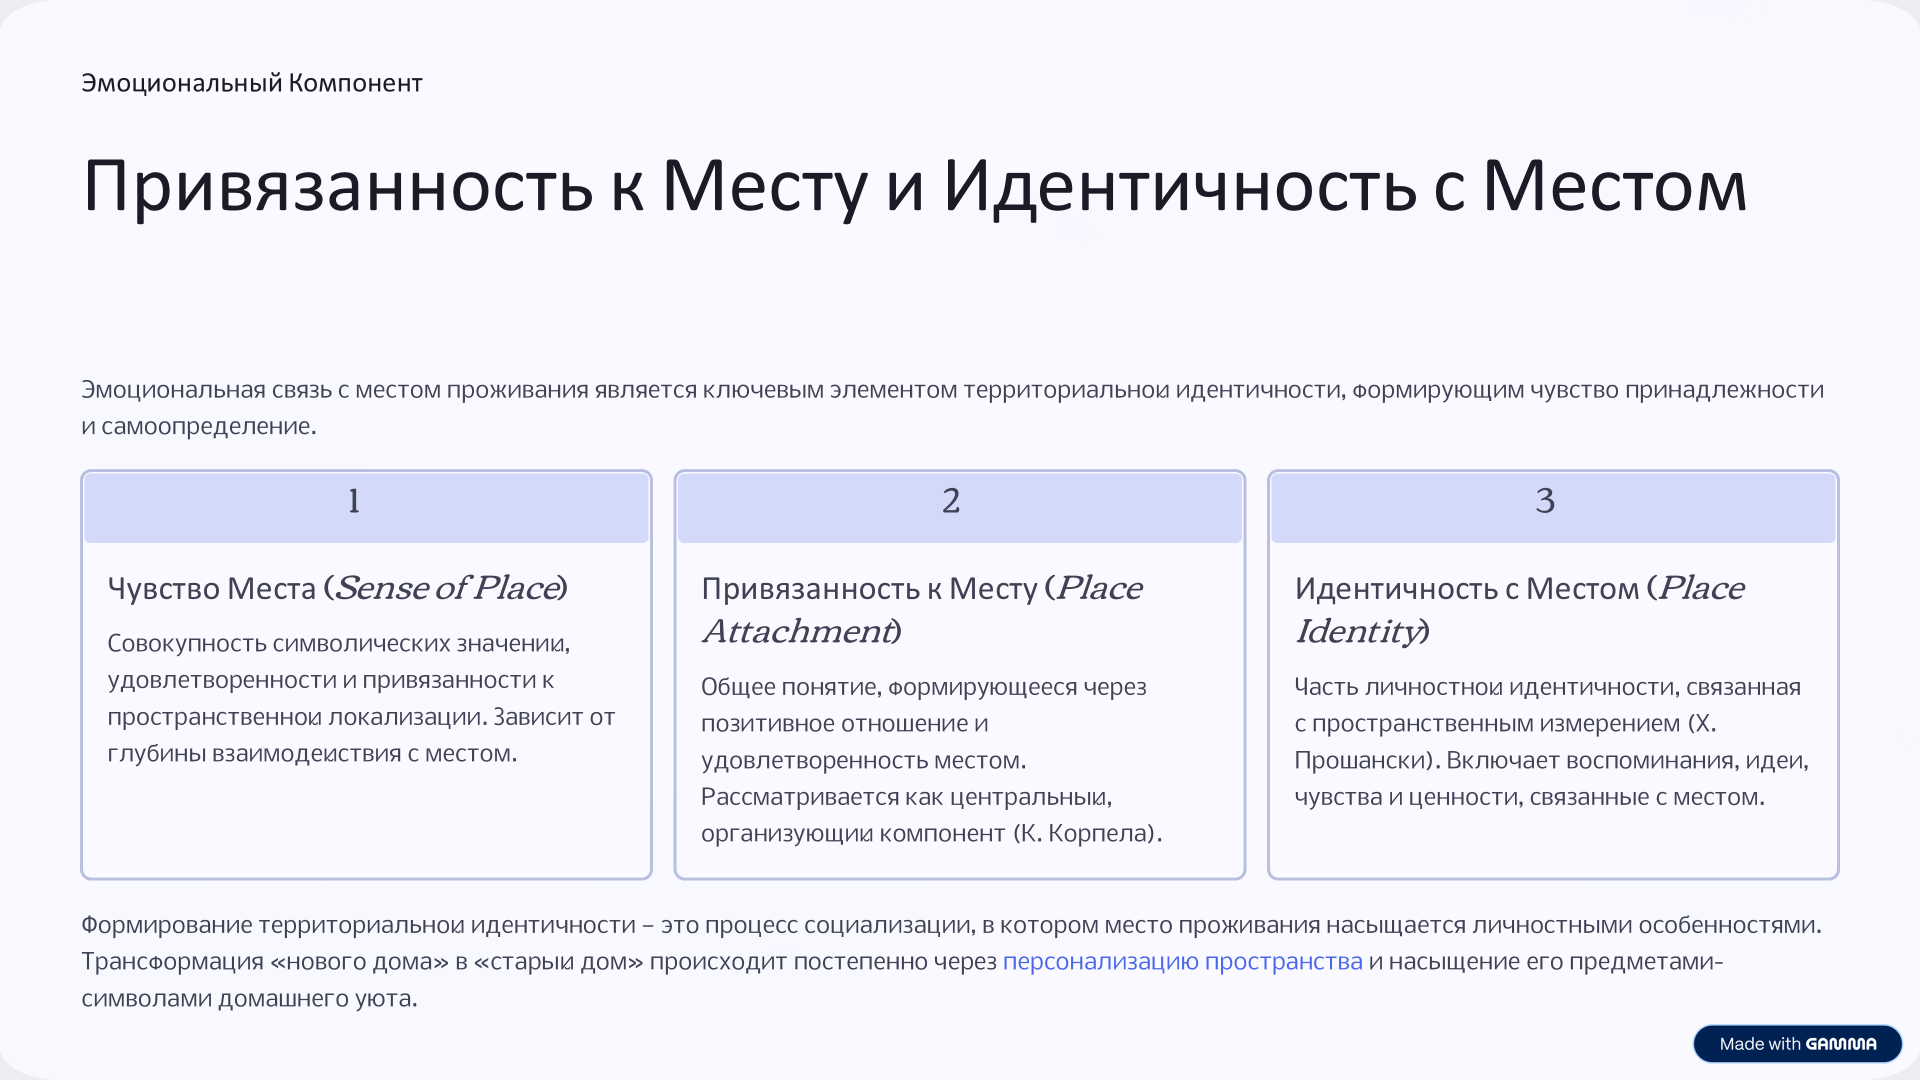 Эмоциональный Компонент
Привязанность к Месту и Идентичность с Местом
Эмоциональная связь с местом проживания является ключевым элементом территориальной идентичности, формирующим чувство принадлежности
и самоопределение.
1
Чувство Места (Sense of Place)
Совокупность символических значений,
удовлетворенности и привязанности к
пространственной локализации. Зависит от
глубины взаимодействия с местом.
2
Привязанность к Месту (Place
Attachment)
Общее понятие, формирующееся через
позитивное отношение и
удовлетворенность местом.
Рассматривается как центральный,
организующий компонент (К. Корпела).
3
Идентичность с Местом (Place
Identity)
Часть личностной идентичности, связанная
с пространственным измерением (Х.
Прошански). Включает воспоминания, идеи,
чувства и ценности, связанные с местом.
Формирование территориальной идентичности – это процесс социализации, в котором место проживания насыщается личностными особенностями.
Трансформация «нового дома» в «старый дом» происходит постепенно через персонализацию пространства и насыщение его предметами-
символами домашнего уюта.
Made with GAMMA